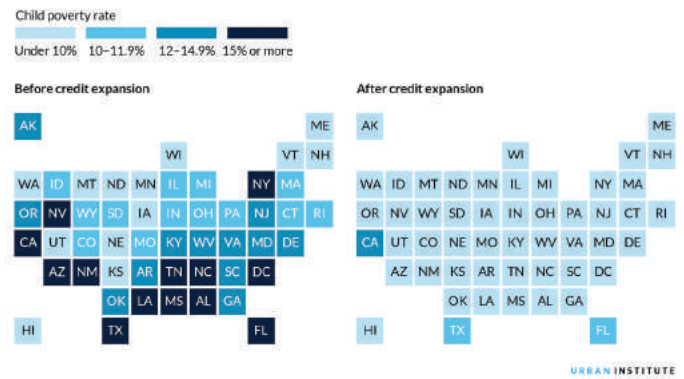 Child poverty rate
Under 10% 10–11.9% 12–14.9% 15% or more
Before credit expansion After credit expansion
AK ME AK ME
WI VT NH WI VT NH
WA ID MT ND MN IL MI NY MA WA ID MT ND MN IL MI NY MA
OR NV WY SD IA IN OH PA NJ CT RI OR NV WY SD IA IN OH PA NJ CT RI
CA UT CO NE MO KY WV VA MD DE CA UT CO NE MO KY WV VA MD DE
AZ NM KS AR TN NC SC DC AZ NM KS AR TN NC SC DC
OK LA MS AL GA OK LA MS AL GA
HI TX FL HI TX FL
URBAN INSTITUTE